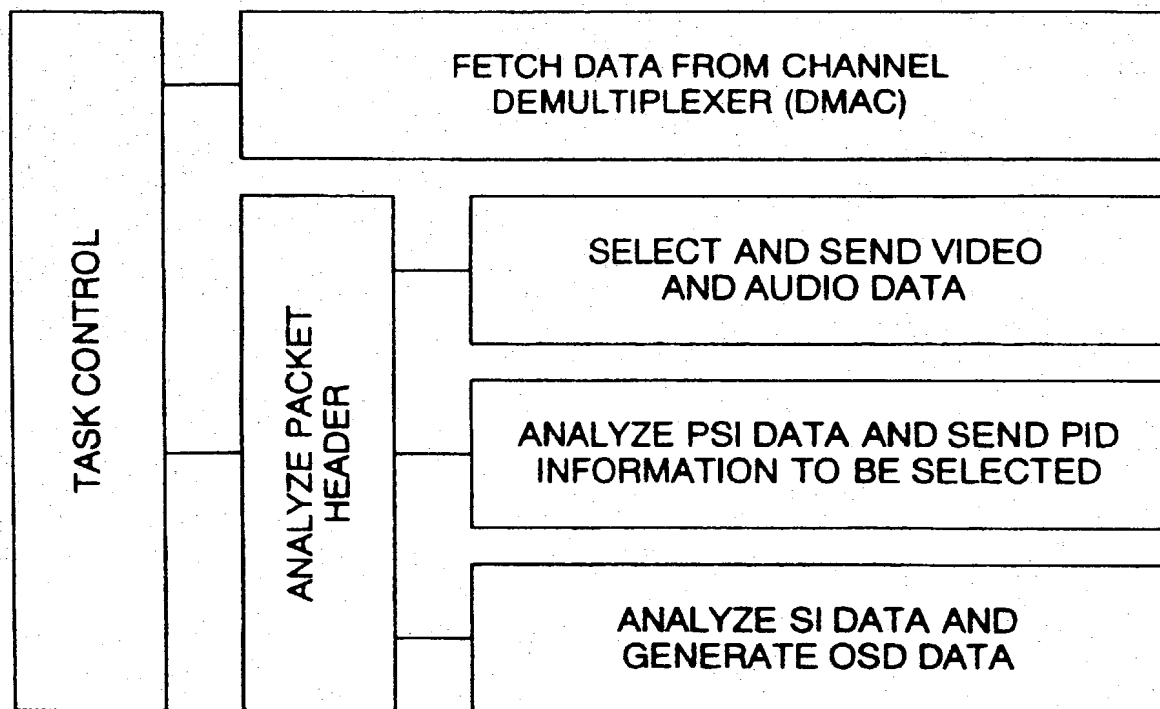 TASK CONTROL
FETCH DATA FROM CHANNEL
DEMULTIPLEXER (DMAC)
ANALYZE PACKET
HEADER
SELECT AND SEND VIDEO
AND AUDIO DATA
ANALYZE PSI DATA AND SEND PID
INFORMATION TO BE SELECTED
ANALYZE SI DATA AND
GENERATE OSD DATA